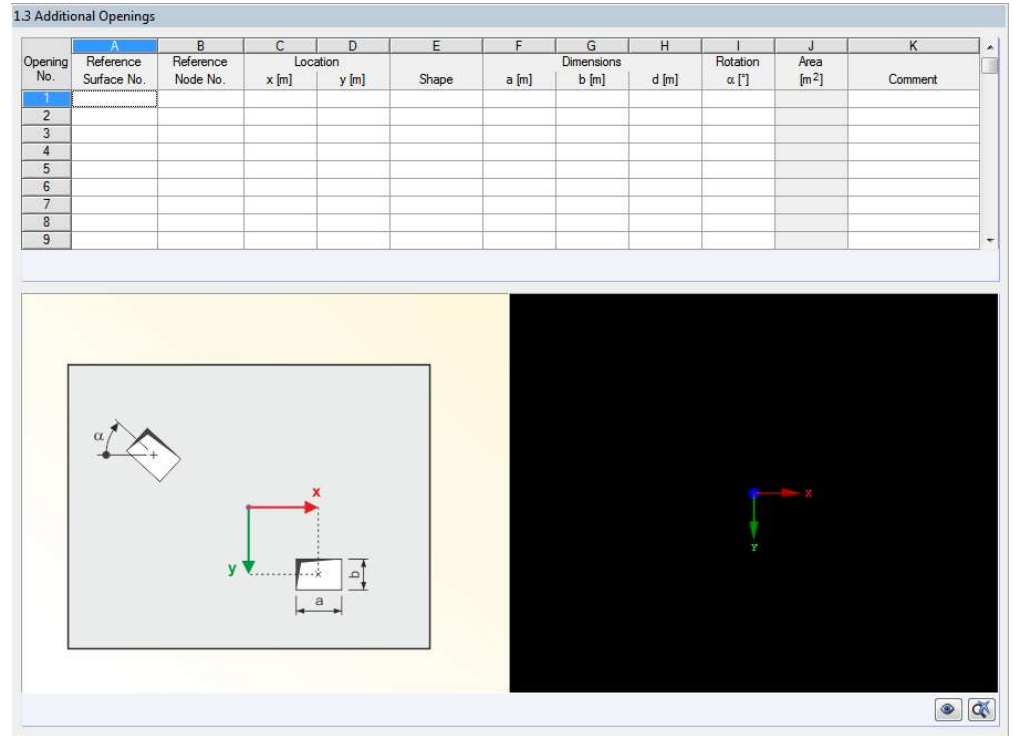 1.3 Additional Openings
A B C D E F G H I J K
Opening Reference Reference Location Dimensions Rotation Area
No. Surface No. Node No. x [m] y [m] Shape a [m] b [m] d [m] α [°] [m²] Comment
1
2
3
4
5
6
7
8
9
α
x
y
b
a
X
Y